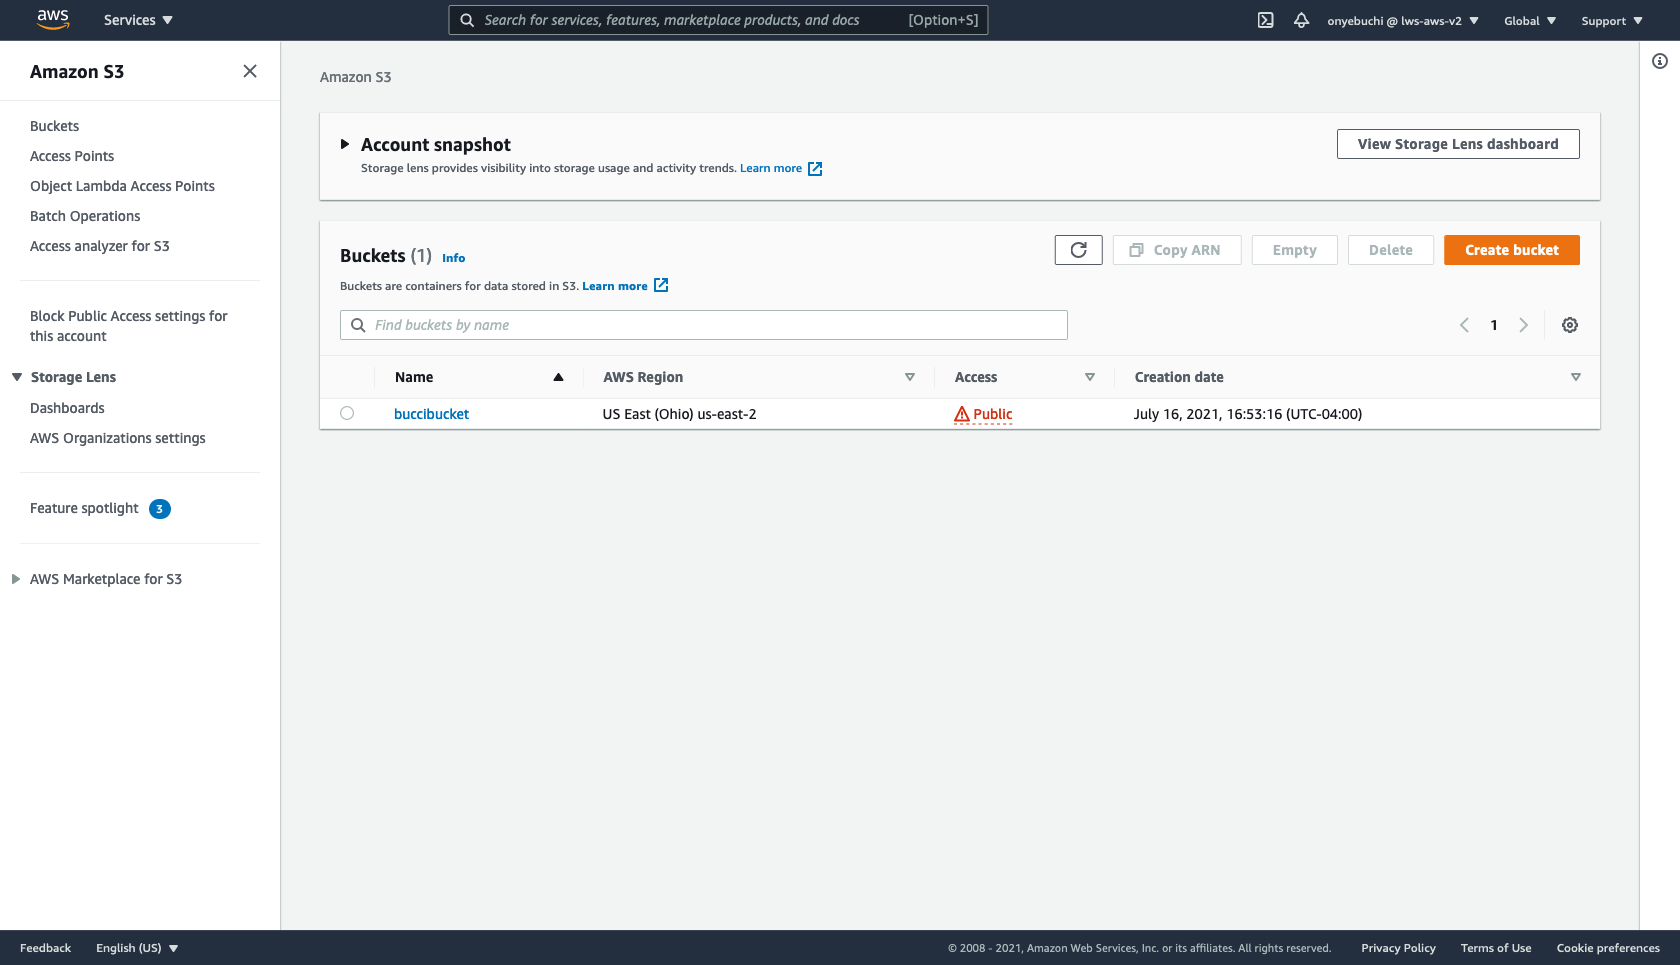 aws
Services
Search for services, features, marketplace products, and docs [Option+S]
onyebuchi @ lws-aws-v2
Global
Support
Amazon S3
Buckets
Access Points
Object Lambda Access Points
Batch Operations
Access analyzer for S3
Block Public Access settings for
this account
Storage Lens
Dashboards
AWS Organizations settings
Feature spotlight 3
AWS Marketplace for S3
Amazon S3
Account snapshot
View Storage Lens dashboard
Storage lens provides visibility into storage usage and activity trends. Learn more
Buckets (1) Info
Copy ARN
Empty
Delete
Create bucket
Buckets are containers for data stored in S3. Learn more
Find buckets by name
1
Name AWS Region Access Creation date
buccibucket US East (Ohio) us-east-2 Public July 16, 2021, 16:53:16 (UTC-04:00)
Feedback English (US) © 2008 - 2021, Amazon Web Services, Inc. or its affiliates. All rights reserved. Privacy Policy Terms of Use Cookie preferences